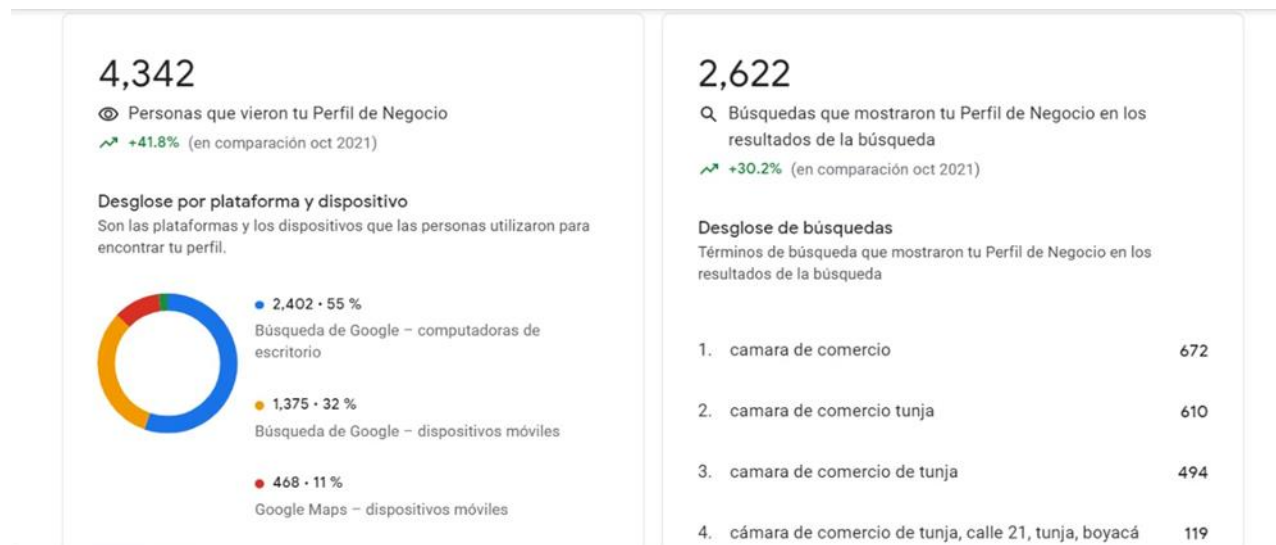 4,342
Personas que vieron tu Perfil de Negocio
+41.8% (en comparación oct 2021)
Desglose por plataforma y dispositivo
Son las plataformas y los dispositivos que las personas utilizaron para
encontrar tu perfil.
2,402 · 55 %
Búsqueda de Google – computadoras de
escritorio
1,375 · 32 %
Búsqueda de Google – dispositivos móviles
468 · 11 %
Google Maps – dispositivos móviles
2,622
Búsquedas que mostraron tu Perfil de Negocio en los
resultados de la búsqueda
+30.2% (en comparación oct 2021)
Desglose de búsquedas
Términos de búsqueda que mostraron tu Perfil de Negocio en los
resultados de la búsqueda
1. camara de comercio 672
2. camara de comercio tunja 610
3. camara de comercio de tunja 494
4. cámara de comercio de tunja, calle 21, tunja, boyacá 119